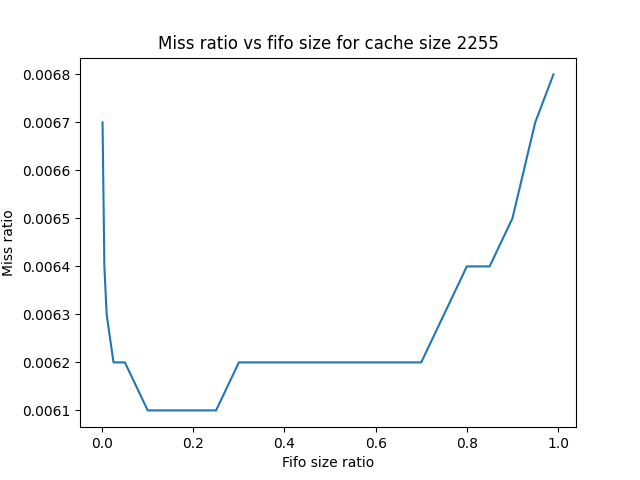 Miss ratio vs fifo size for cache size 2255
0.0068
0.0067
0.0066
0.0065
0.0064
0.0063
0.0062
0.0061
Miss ratio
0.0 0.2 0.4 0.6 0.8 1.0
Fifo size ratio